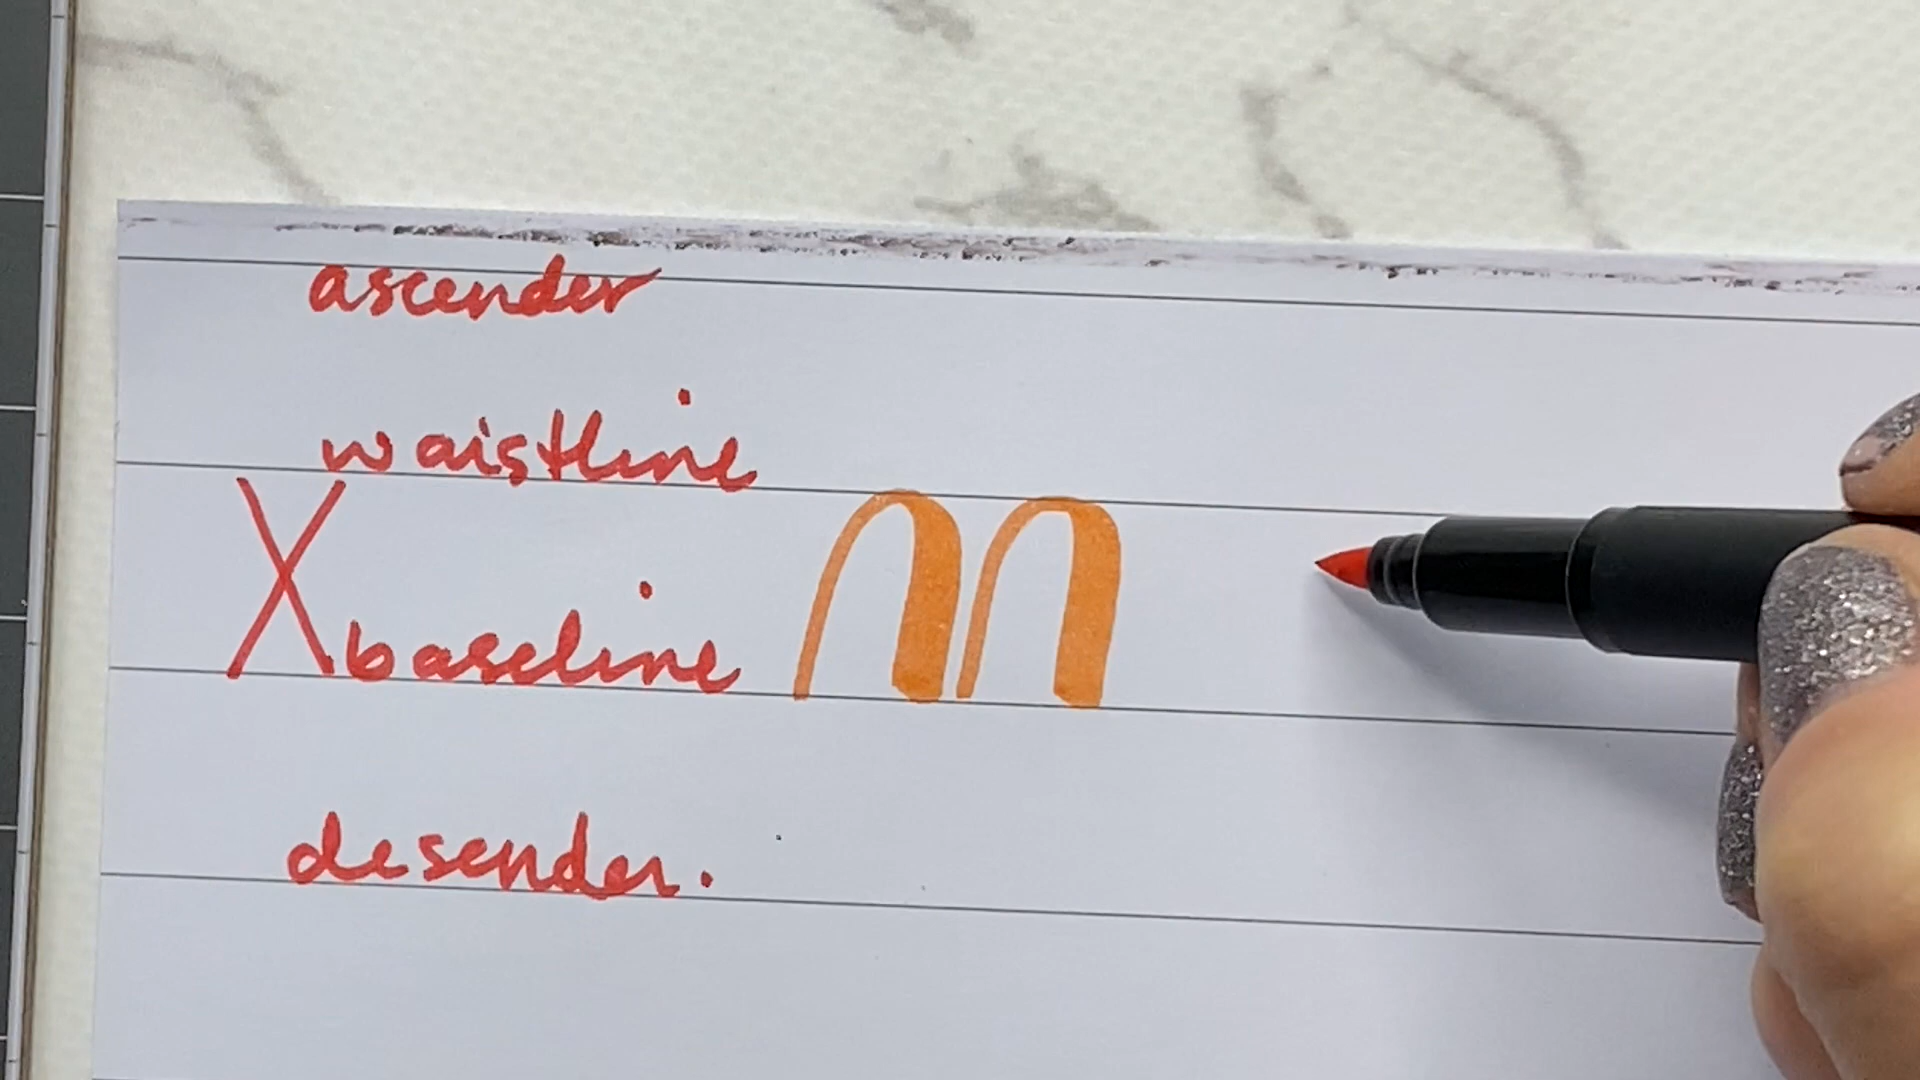 ascender
waistline
X baseline
desender.